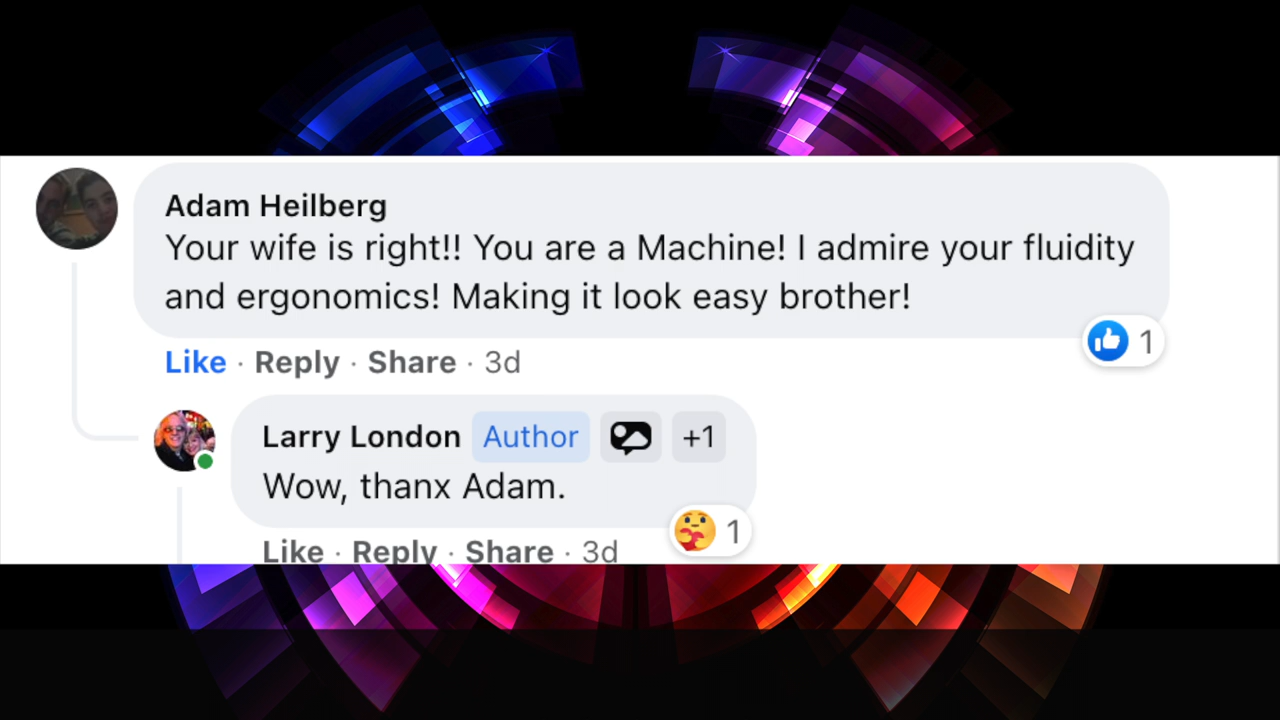 Adam Heilberg
Your wife is right!! You are a Machine! I admire your fluidity
and ergonomics! Making it look easy brother!
1
Like · Reply · Share · 3d
Larry London Author +1
Wow, thanx Adam.
1
Like · Reply · Share · 3d